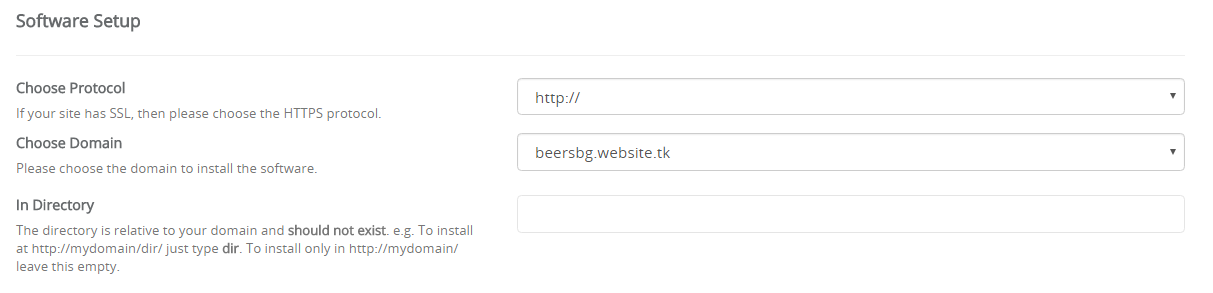 Software Setup
Choose Protocol
If your site has SSL, then please choose the HTTPS protocol.
http://
Choose Domain
Please choose the domain to install the software.
beersbg.website.tk
In Directory
The directory is relative to your domain and should not exist. e.g. To install
at http://mydomain/dir/ just type dir. To install only in http://mydomain/
leave this empty.